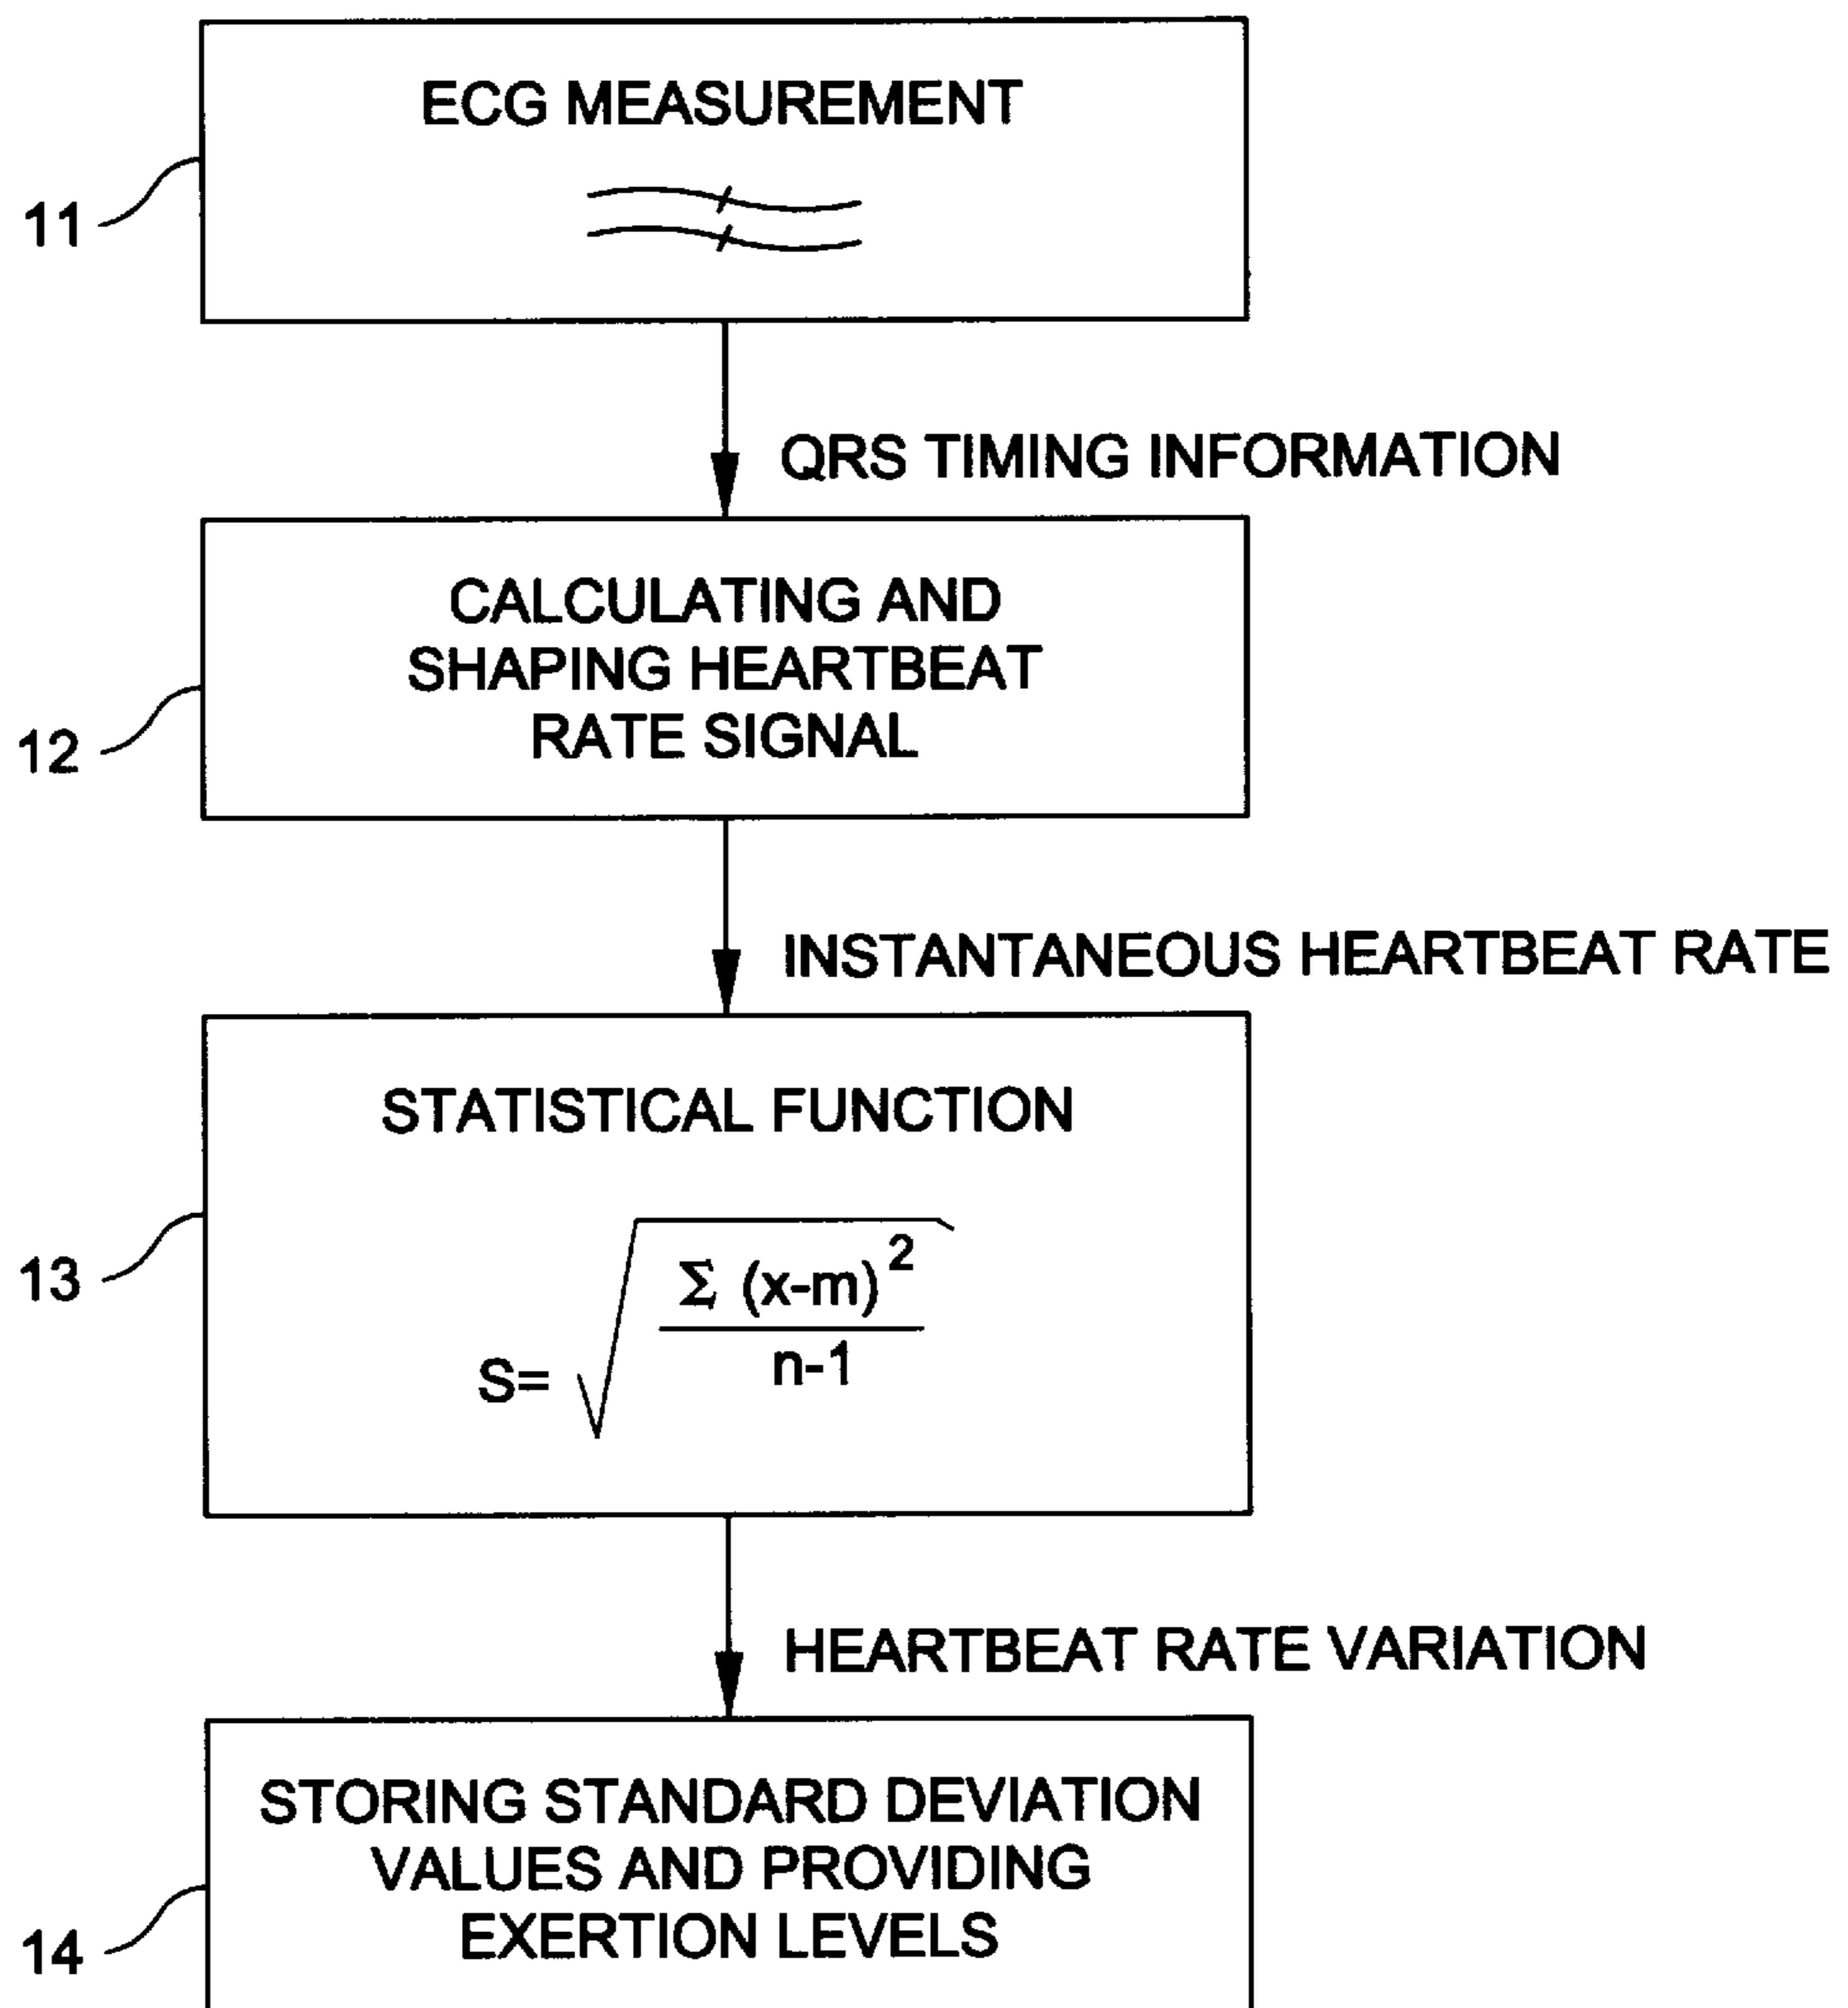 ECG MEASUREMENT
11
QRS TIMING INFORMATION
CALCULATING AND
SHAPING HEARTBEAT
RATE SIGNAL
12
INSTANTANEOUS HEARTBEAT RATE
STATISTICAL FUNCTION
13
S= √ Σ (x-m)²
n-1
HEARTBEAT RATE VARIATION
STORING STANDARD DEVIATION
VALUES AND PROVIDING
EXERTION LEVELS
14